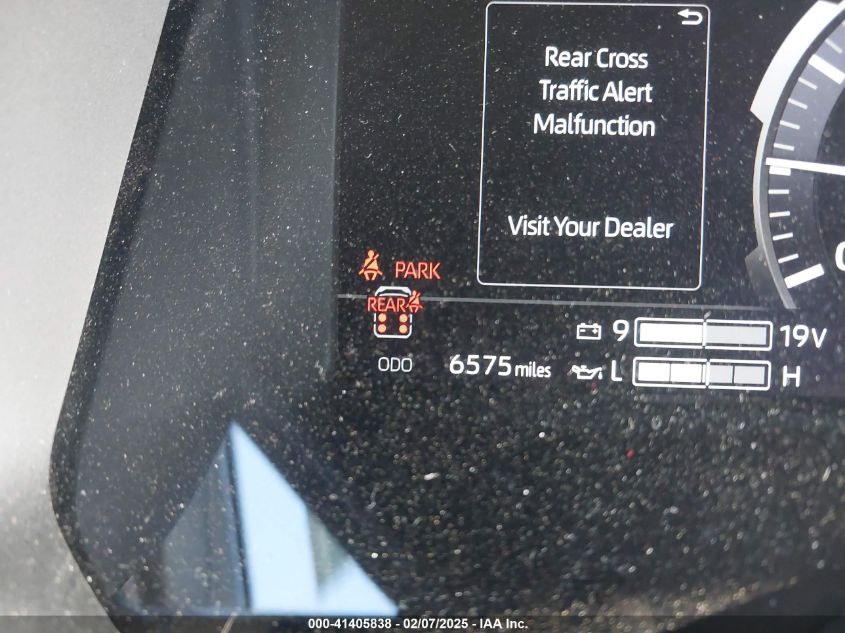 Rear Cross
Traffic Alert
Malfunction
Visit Your Dealer
PARK
REAR
9 19V
ODO 6575 miles
L H
000-41405838 - 02/07/2025 - IAA Inc.